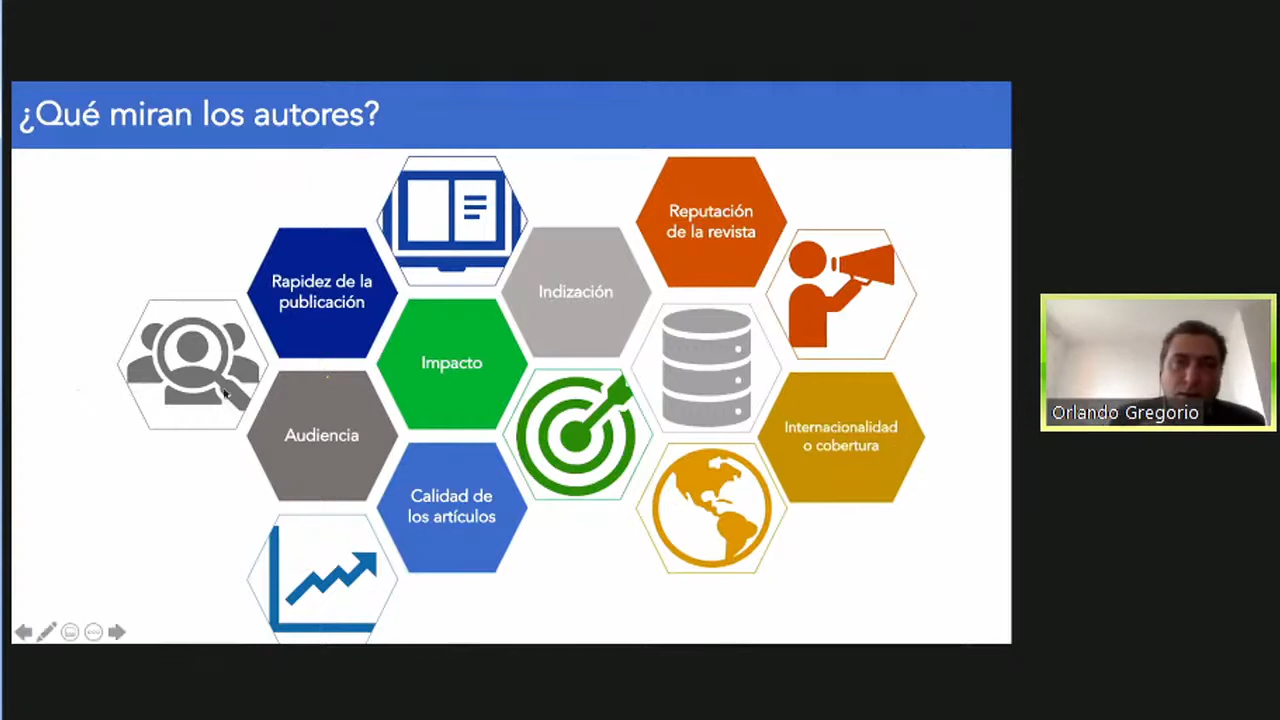 ¿Qué miran los autores?
Reputación
de la revista
Rapidez de la
publicación
Indización
Impacto
Audiencia
Internacionalidad
o cobertura
Calidad de
los artículos
Orlando Gregorio